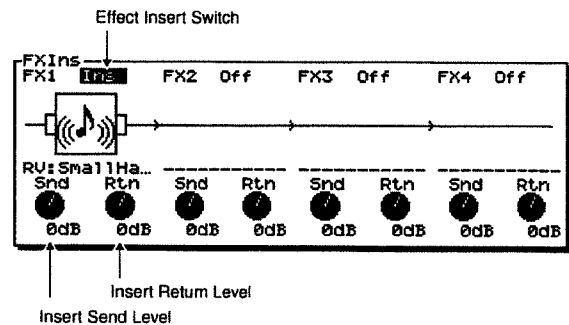 Effect Insert Switch
FXIns
FX1 Ins FX2 Off FX3 Off FX4 Off
RV:SmallHa…
Snd Rtn Snd Rtn Snd Rtn Snd Rtn
0dB 0dB 0dB 0dB 0dB 0dB 0dB 0dB
Insert Return Level
Insert Send Level